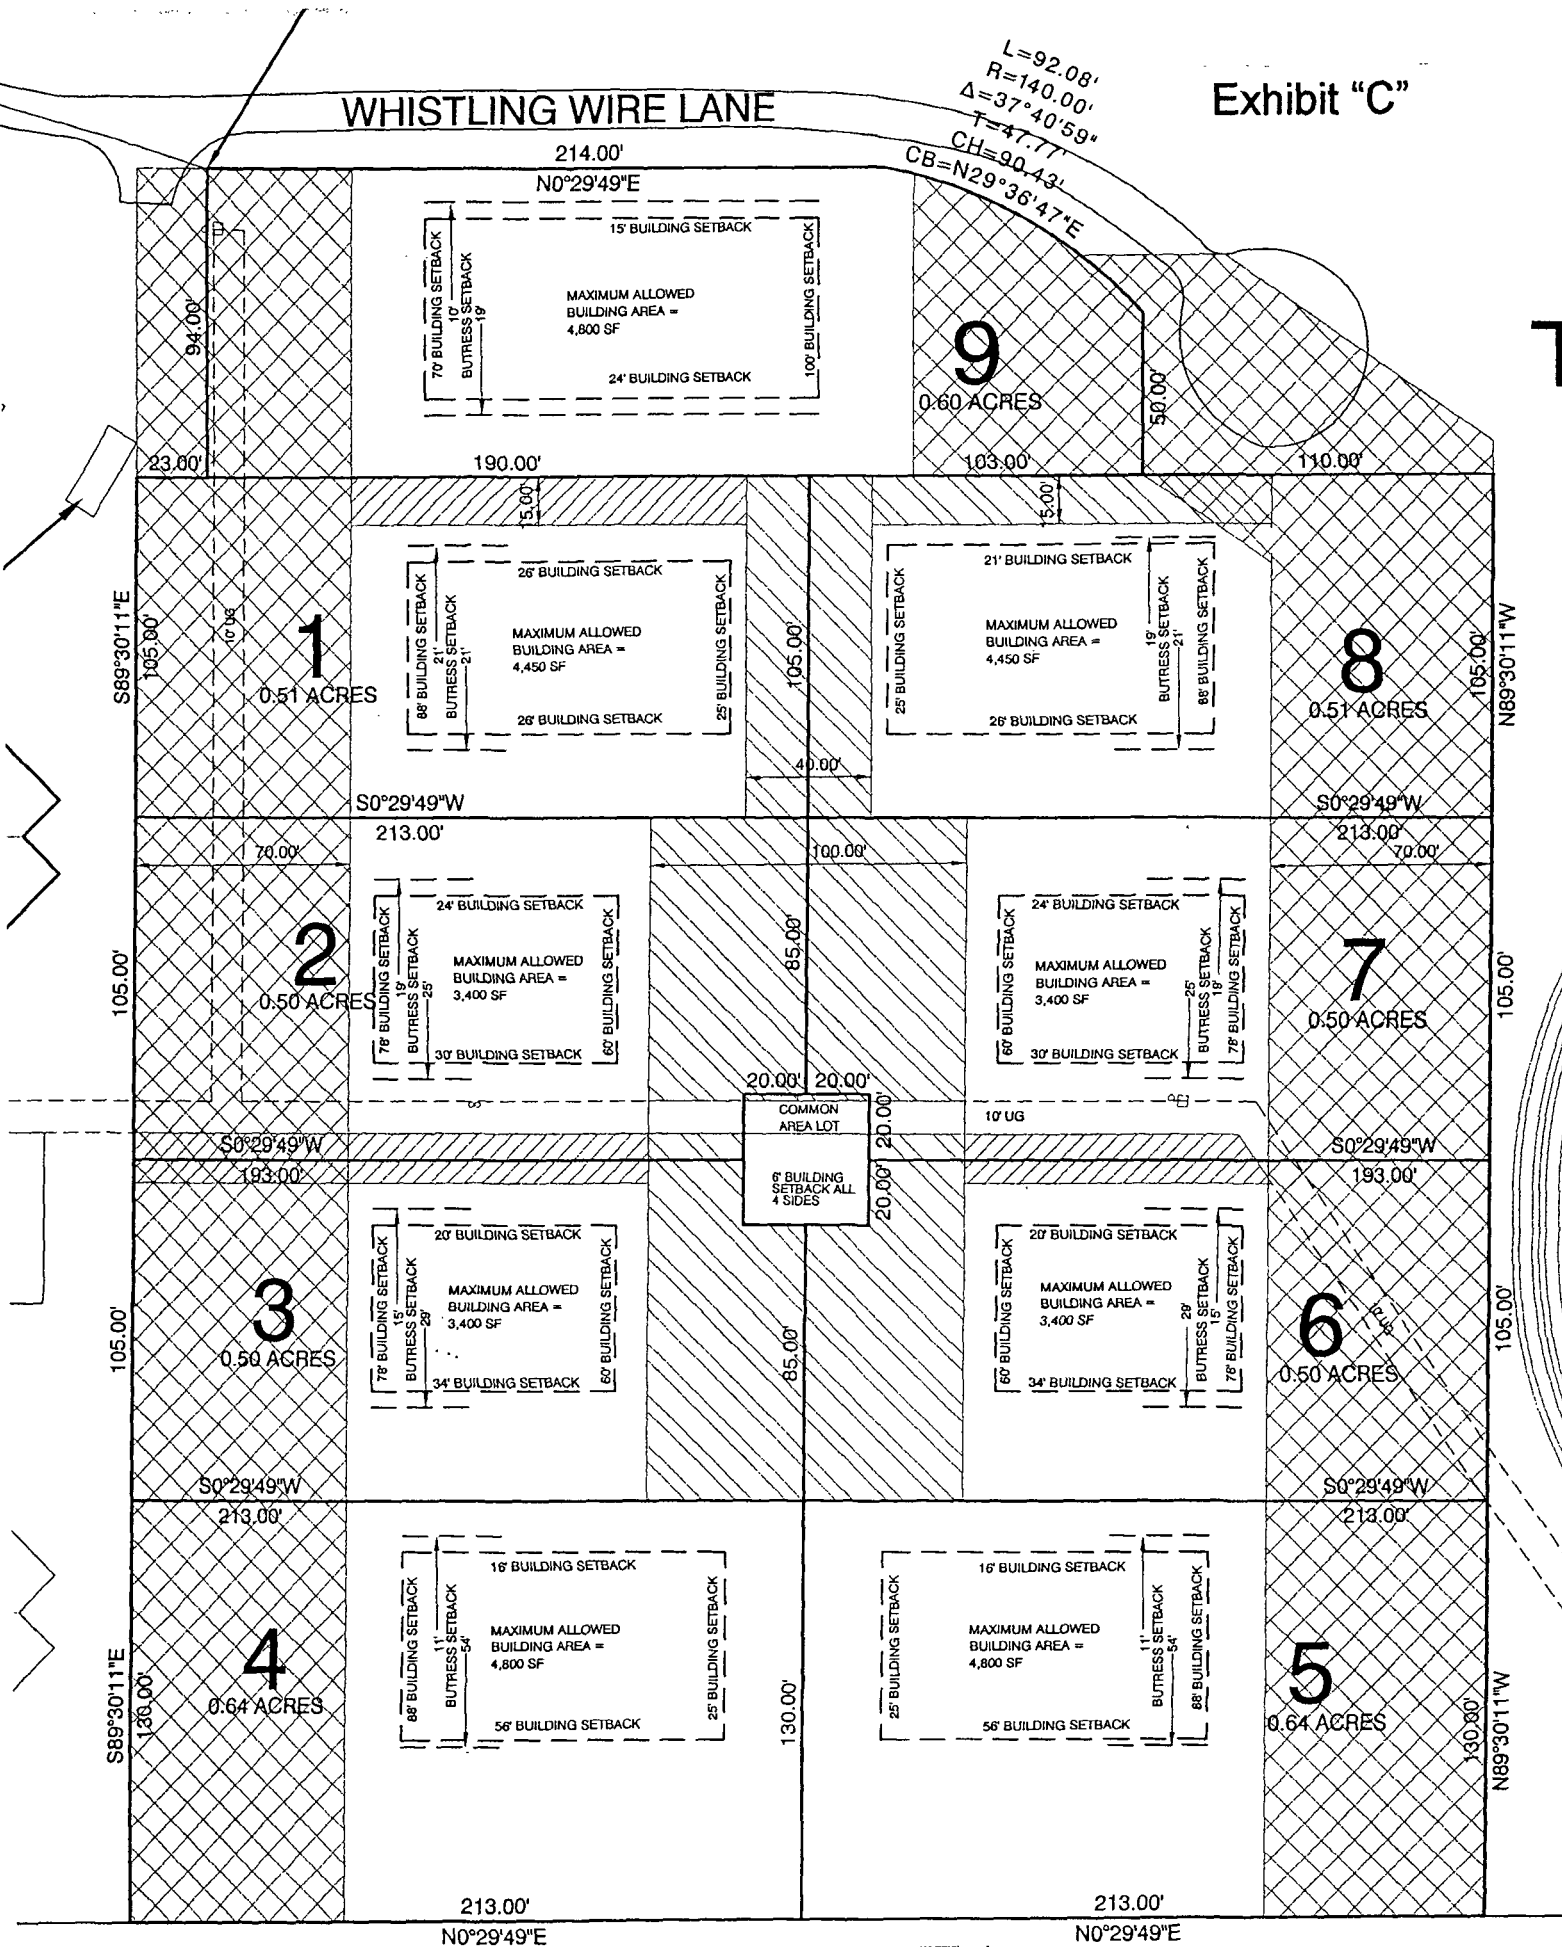 L=92.08'
R=140.00'
Δ=37°40'59"
T=47.77'
CH=90.43'
CB=N29°36'47"E
Exhibit “C”
WHISTLING WIRE LANE
214.00'
N0°29'49"E
15' BUILDING SETBACK
70' BUILDING SETBACK
10'
BUTRESS SETBACK
19'
MAXIMUM ALLOWED
BUILDING AREA =
4,800 SF
100' BUILDING SETBACK
24' BUILDING SETBACK
94.00'
9
0.60 ACRES
50.00'
T
23.00'
190.00'
103.00'
110.00'
15.00'
15.00'
S89°30'11"E
105.00'
10' UG
1
0.51 ACRES
26' BUILDING SETBACK
88' BUILDING SETBACK
21'
BUTRESS SETBACK
21'
MAXIMUM ALLOWED
BUILDING AREA =
4,450 SF
25' BUILDING SETBACK
26' BUILDING SETBACK
105.00'
40.00'
21' BUILDING SETBACK
25' BUILDING SETBACK
MAXIMUM ALLOWED
BUILDING AREA =
4,450 SF
19'
BUTRESS SETBACK
21'
88' BUILDING SETBACK
26' BUILDING SETBACK
8
0.51 ACRES
105.00'
N89°30'11"W
S0°29'49"W
213.00'
S0°29'49"W
213.00'
70.00'
100.00'
70.00'
105.00'
2
0.50 ACRES
24' BUILDING SETBACK
78' BUILDING SETBACK
19'
BUTRESS SETBACK
25'
MAXIMUM ALLOWED
BUILDING AREA =
3,400 SF
60' BUILDING SETBACK
30' BUILDING SETBACK
85.00'
24' BUILDING SETBACK
60' BUILDING SETBACK
MAXIMUM ALLOWED
BUILDING AREA =
3,400 SF
25'
BUTRESS SETBACK
19'
78' BUILDING SETBACK
30' BUILDING SETBACK
7
0.50 ACRES
105.00'
20.00'
20.00'
COMMON
AREA LOT
20.00'
10' UG
S0°29'49"W
193.00'
6' BUILDING
SETBACK ALL
4 SIDES
20.00'
S0°29'49"W
193.00'
105.00'
3
0.50 ACRES
20' BUILDING SETBACK
78' BUILDING SETBACK
15'
BUTRESS SETBACK
29'
MAXIMUM ALLOWED
BUILDING AREA =
3,400 SF
60' BUILDING SETBACK
34' BUILDING SETBACK
85.00'
20' BUILDING SETBACK
60' BUILDING SETBACK
MAXIMUM ALLOWED
BUILDING AREA =
3,400 SF
29'
BUTRESS SETBACK
15'
78' BUILDING SETBACK
34' BUILDING SETBACK
6
0.50 ACRES
105.00'
S0°29'49"W
213.00'
S0°29'49"W
213.00'
S89°30'11"E
130.00'
4
0.64 ACRES
16' BUILDING SETBACK
88' BUILDING SETBACK
11'
BUTRESS SETBACK
54'
MAXIMUM ALLOWED
BUILDING AREA =
4,800 SF
25' BUILDING SETBACK
56' BUILDING SETBACK
130.00'
16' BUILDING SETBACK
25' BUILDING SETBACK
MAXIMUM ALLOWED
BUILDING AREA =
4,800 SF
11'
BUTRESS SETBACK
54'
88' BUILDING SETBACK
56' BUILDING SETBACK
5
0.64 ACRES
130.00'
N89°30'11"W
213.00'
N0°29'49"E
213.00'
N0°29'49"E